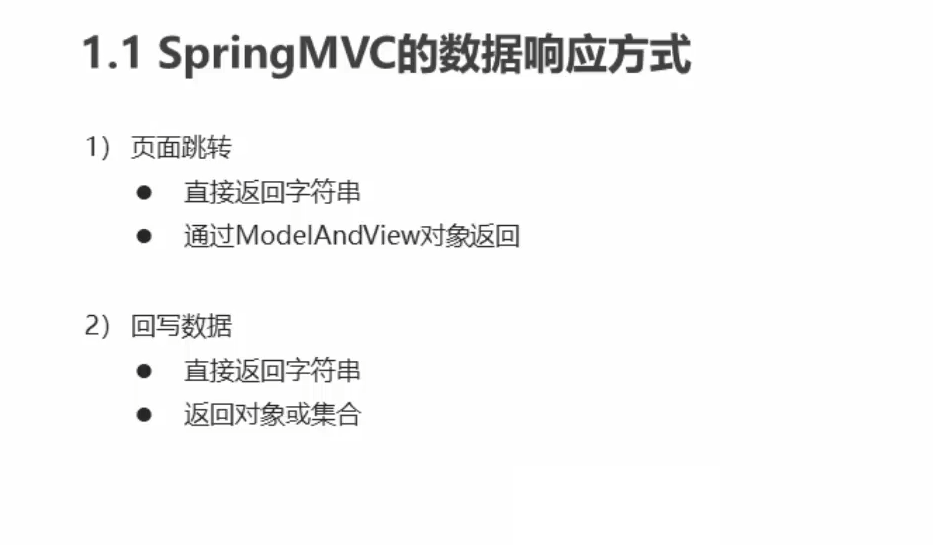 1.1 SpringMVC的数据响应方式
1） 页面跳转
● 直接返回字符串
● 通过ModelAndView对象返回
2） 回写数据
● 直接返回字符串
● 返回对象或集合